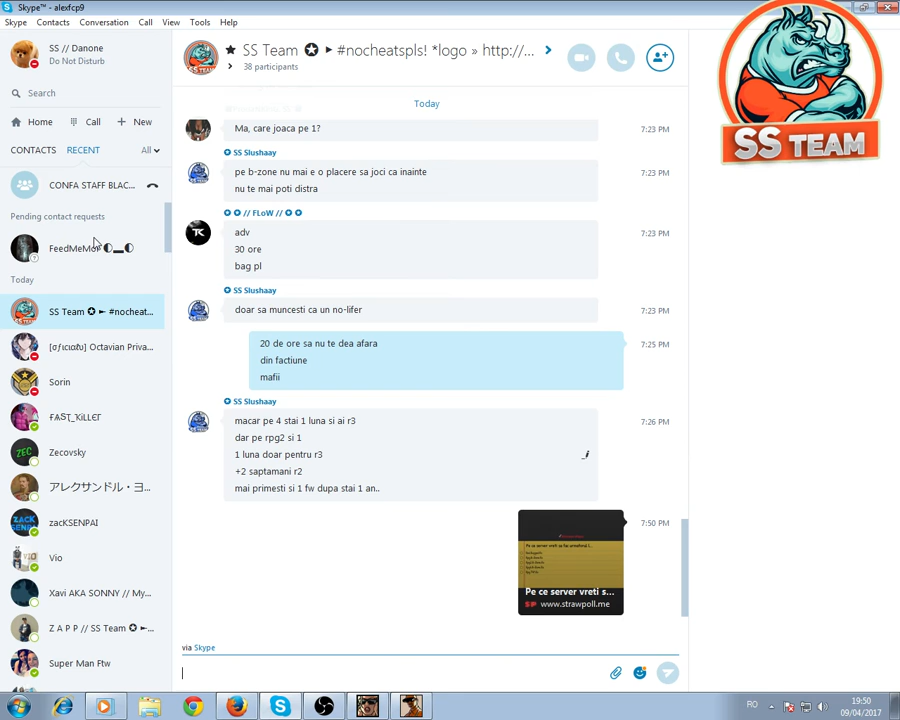 Skype™ - alexfcp9
Skype Contacts Conversation Call View Tools Help
SS // Danone
Do Not Disturb
Search
Home Call New
CONTACTS RECENT All
CONFA STAFF BLAC...
Pending contact requests
FeedMeMor
Today
SS Team ✪ ► #nocheat...
[σƒιcιαℓυ] Octavian Priva...
Sorin
Zecovsky
アレクサンドル・ヨ...
zacKSENPAI
Vio
Xavi AKA SONNY // My...
Z A P P // SS Team ✪ ►...
Super Man Ftw
SS Team ✪ ► #nocheatspls! *logo » http://...
38 participants
Today
Ma, care joaca pe 1?
7:23 PM
SS Slushaay
pe b-zone nu mai e o placere sa joci ca inainte
7:23 PM
nu te mai poti distra
✪ ✪ // FLoW // ✪ ✪
adv
7:23 PM
30 ore
bag pl
SS Slushaay
doar sa muncesti ca un no-lifer
7:23 PM
20 de ore sa nu te dea afara
7:25 PM
din factiune
mafii
SS Slushaay
macar pe 4 stai 1 luna si ai r3
7:26 PM
dar pe rpg2 si 1
1 luna doar pentru r3
+2 saptamani r2
mai primesti si 1 fw dupa stai 1 an..
7:50 PM
Pe ce server vreti s...
www.strawpoll.me
via Skype
SS TEAM
RO
19:50
09/04/2017